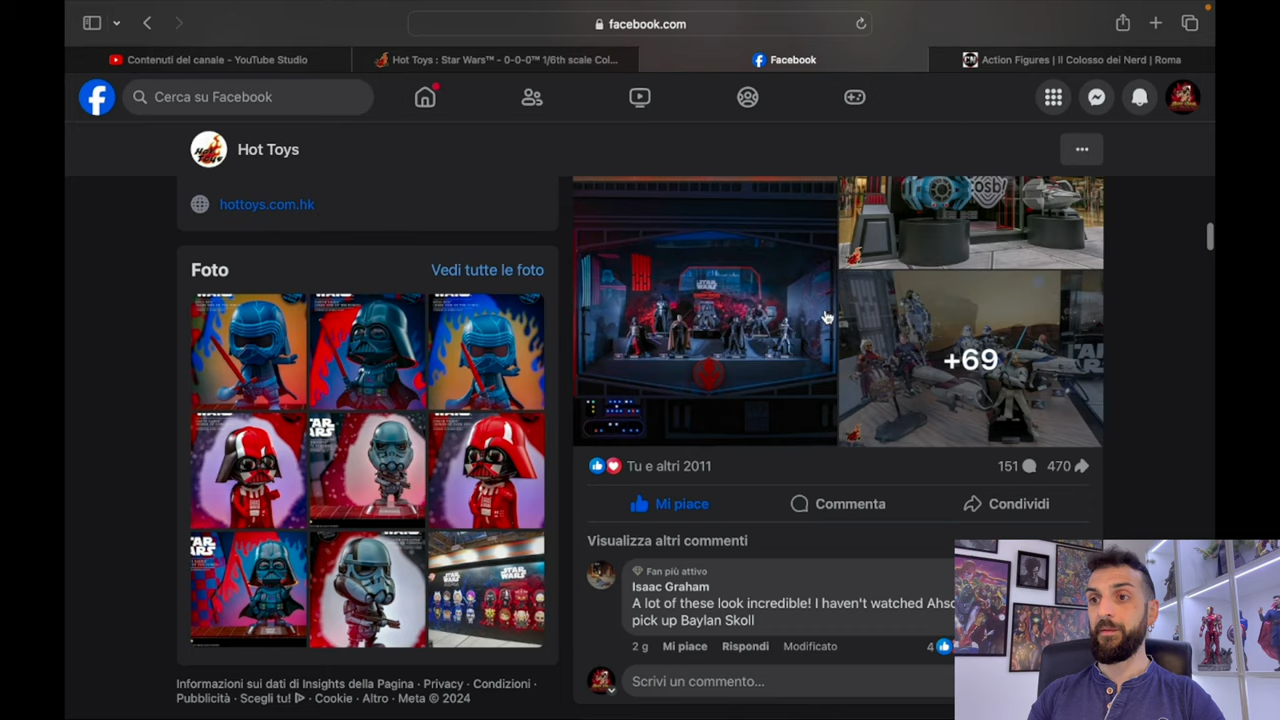 facebook.com
Contenuti del canale - YouTube Studio
Hot Toys : Star Wars™ - 0-0-0™ 1/6th scale Col...
Facebook
Action Figures | Il Colosso dei Nerd | Roma
Cerca su Facebook
Hot Toys
hottoys.com.hk
Foto
Vedi tutte le foto
+69
Tu e altri 2011
151
470
Mi piace
Commenta
Condividi
Visualizza altri commenti
Fan più attivo
Isaac Graham
A lot of these look incredible! I haven't watched Ahso
pick up Baylan Skoll
2 g
Mi piace
Rispondi
Modificato
4
Scrivi un commento...
Informazioni sui dati di Insights della Pagina · Privacy · Condizioni ·
Pubblicità · Scegli tu! · Cookie · Altro · Meta © 2024